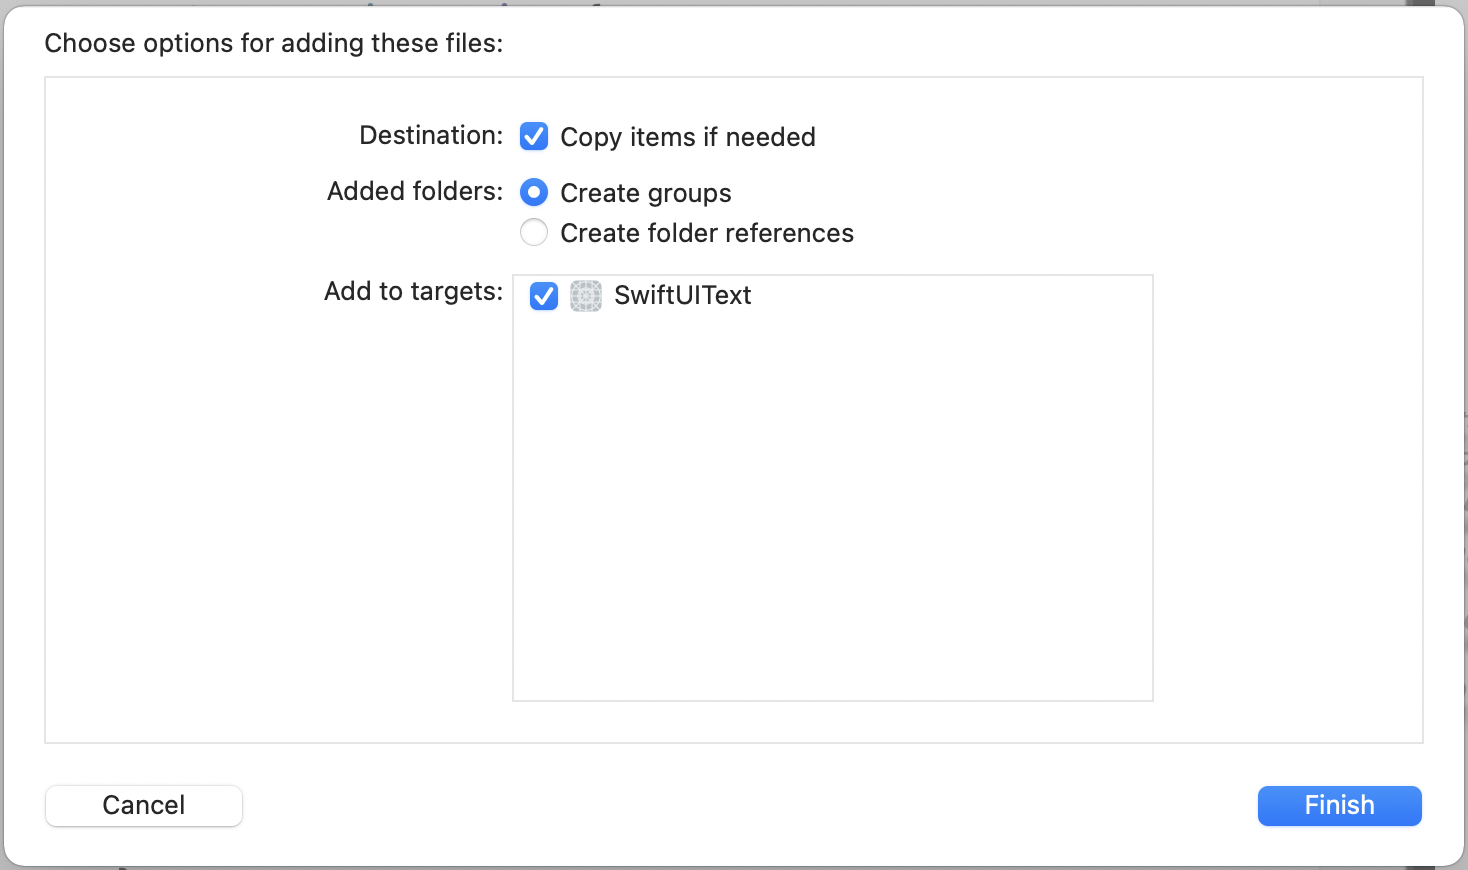 Choose options for adding these files:
Destination: Copy items if needed
Added folders: Create groups
Create folder references
Add to targets: SwiftUIText
Cancel Finish